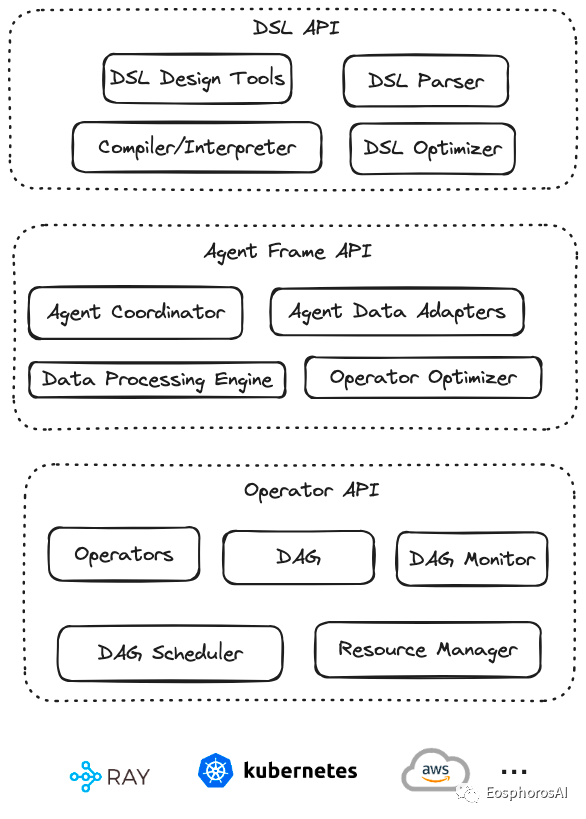 DSL API
DSL Design Tools
DSL Parser
Compiler/Interpreter
DSL Optimizer
Agent Frame API
Agent Coordinator
Agent Data Adapters
Data Processing Engine
Operator Optimizer
Operator API
Operators
DAG
DAG Monitor
DAG Scheduler
Resource Manager
RAY
kubernetes
aws
...
EosphorosAI